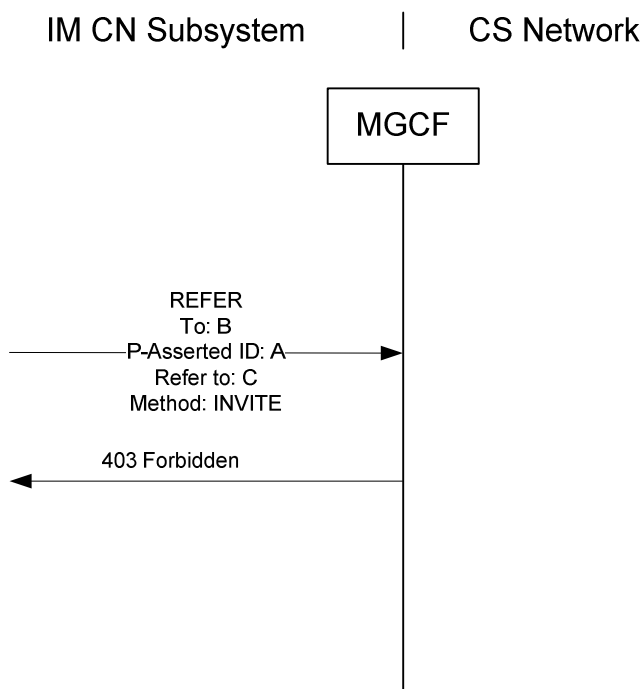 IM CN Subsystem
CS Network
MGCF
REFER
To: B
P-Asserted ID: A
Refer to: C
Method: INVITE
403 Forbidden